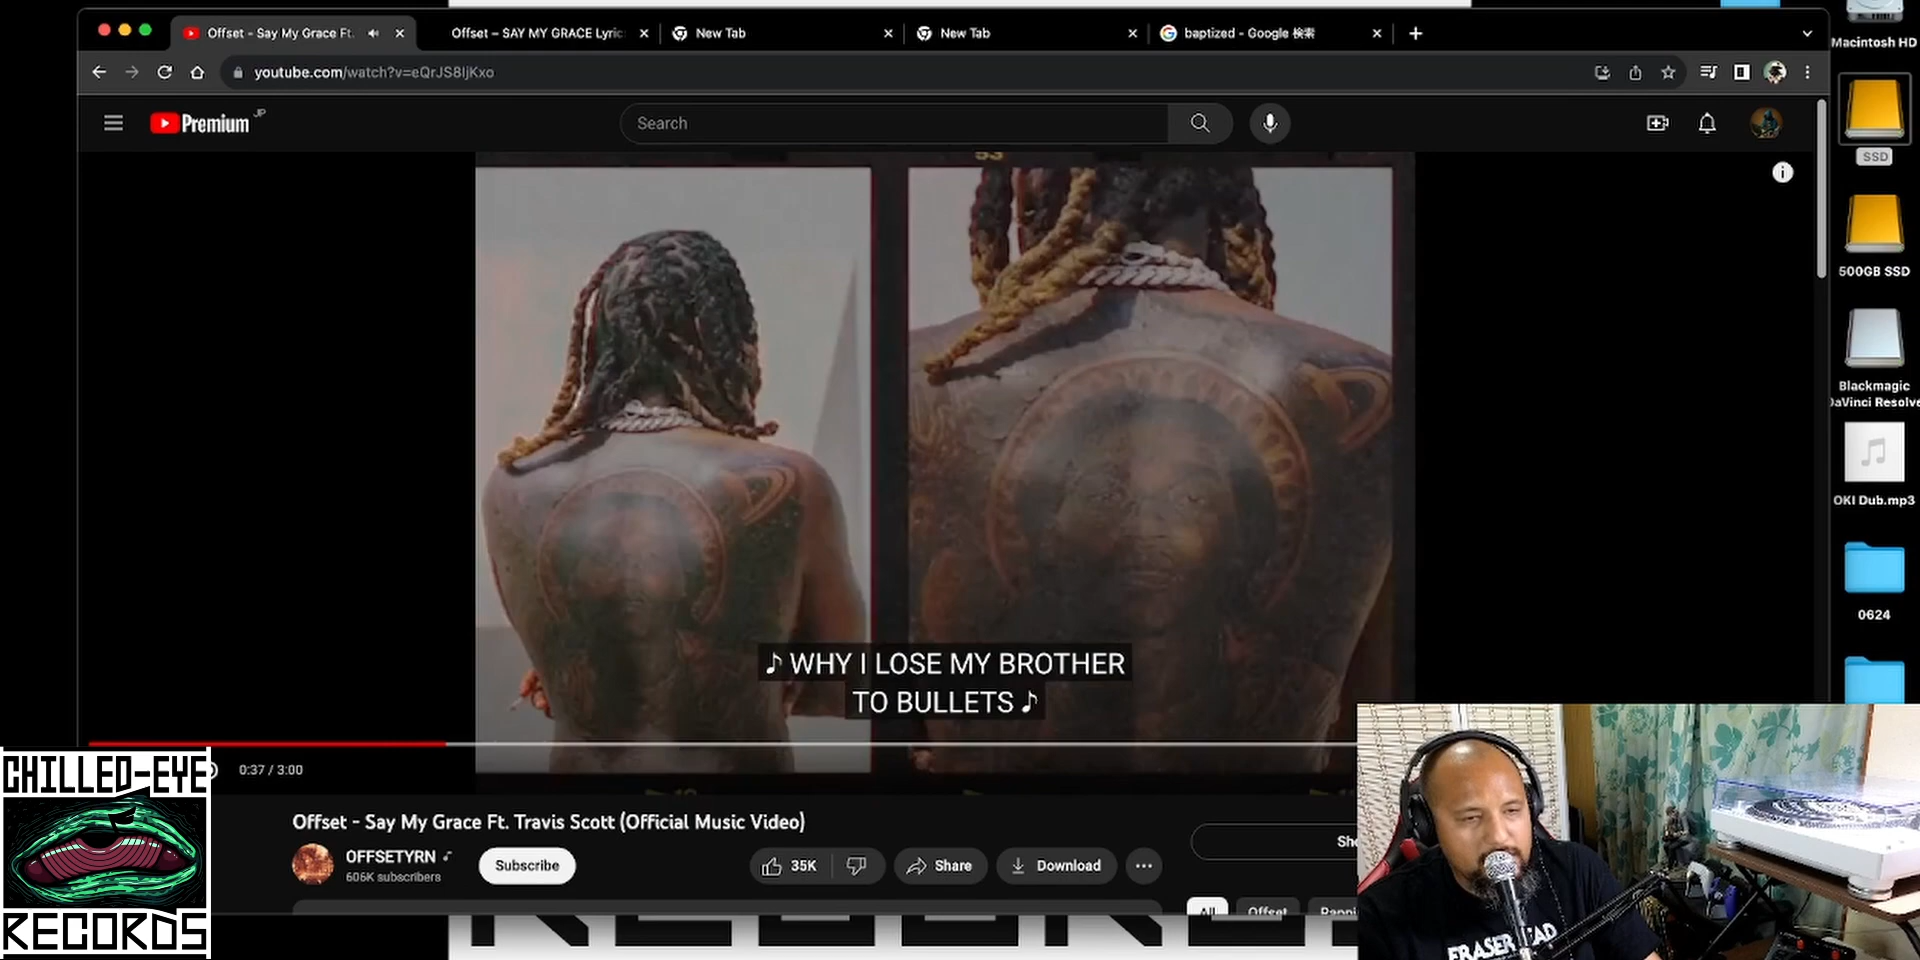 Offset - Say My Grace Ft.
Offset – SAY MY GRACE Lyric
New Tab
New Tab
baptized - Google 検索
youtube.com/watch?v=eQrJS8IjKxo
Premium JP
Search
Macintosh HD
SSD
500GB SSD
Blackmagic
DaVinci Resolve
OKI Dub.mp3
0624
53
♪ WHY I LOSE MY BROTHER
TO BULLETS ♪
0:37 / 3:00
CHILLED-EYE
RECORDS
Offset - Say My Grace Ft. Travis Scott (Official Music Video)
OFFSETYRN
606K subscribers
Subscribe
35K
Share
Download
All
Offset